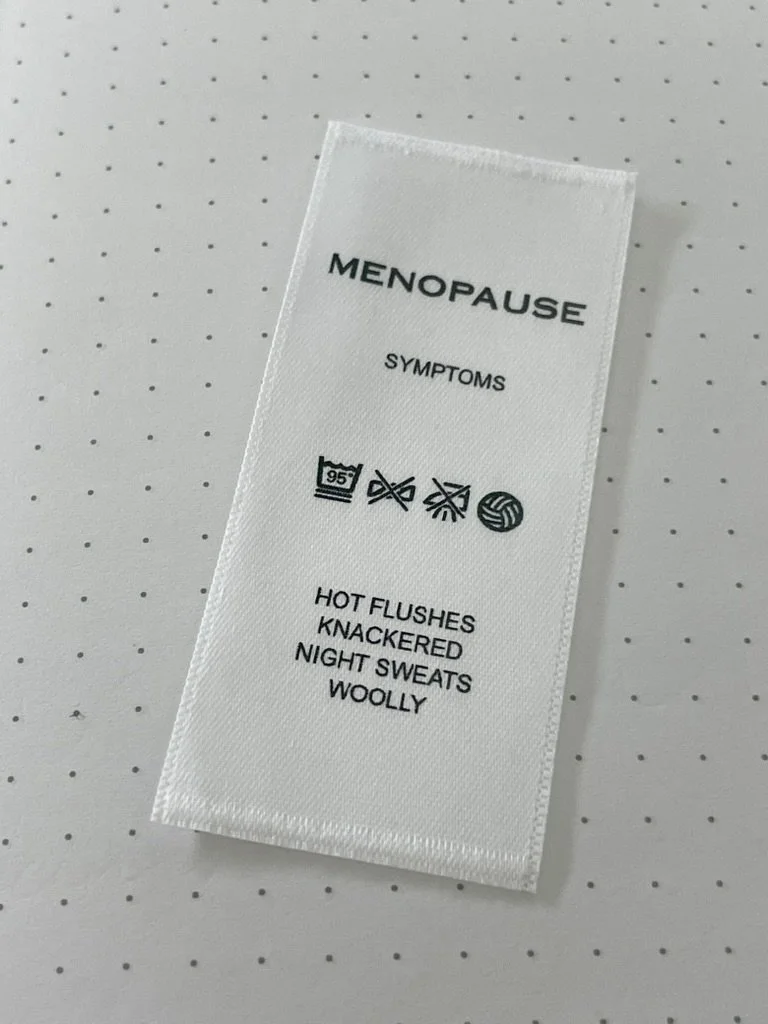 MENOPAUSE
SYMPTOMS
95°
HOT FLUSHES
KNACKERED
NIGHT SWEATS
WOOLLY